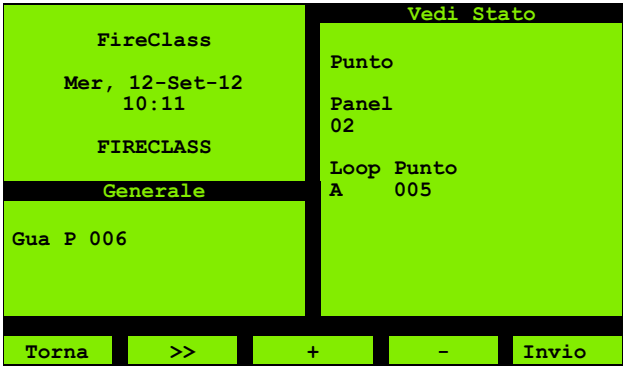 FireClass
Mer, 12-Set-12
10:11
FIRECLASS
Generale
Gua P 006
Vedi Stato
Punto
Panel
02
Loop Punto
A 005
Torna >> + - Invio